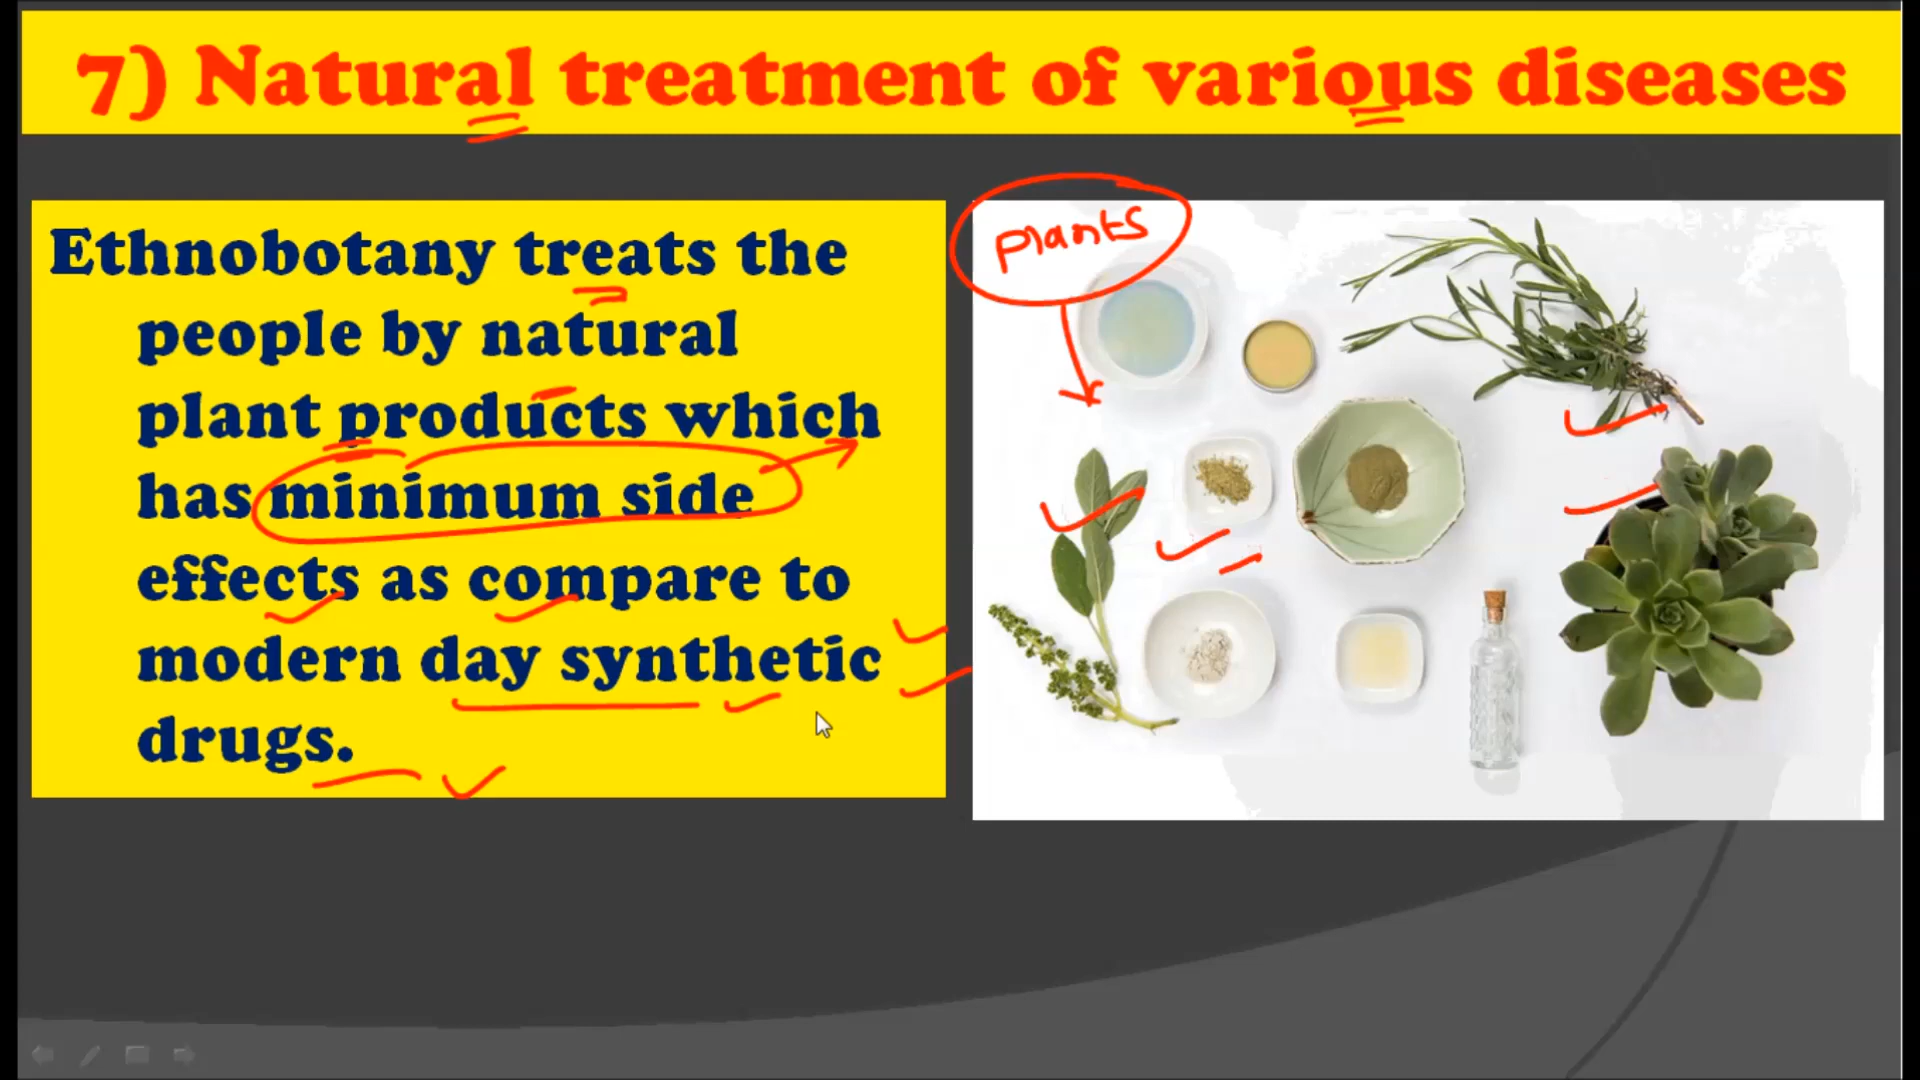 7) Natural treatment of various diseases
Ethnobotany treats the
people by natural
plant products which
has minimum side
effects as compare to
modern day synthetic
drugs.
plants